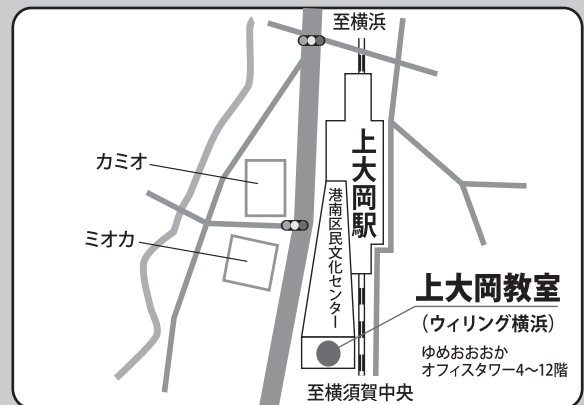 至横浜
カミオ
上大岡駅
港南区民文化センター
ミオカ
上大岡教室
(ウィリング横浜)
ゆめおおおか
オフィスタワー4〜12階
至横須賀中央